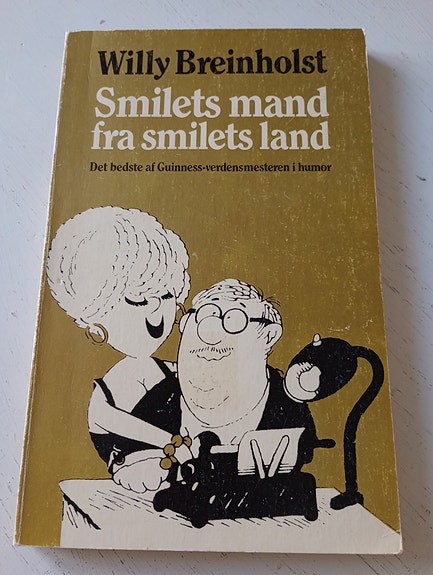 Willy Breinholst
Smilets mand
fra smilets land
Det bedste af Guinness-verdensmesteren i humor